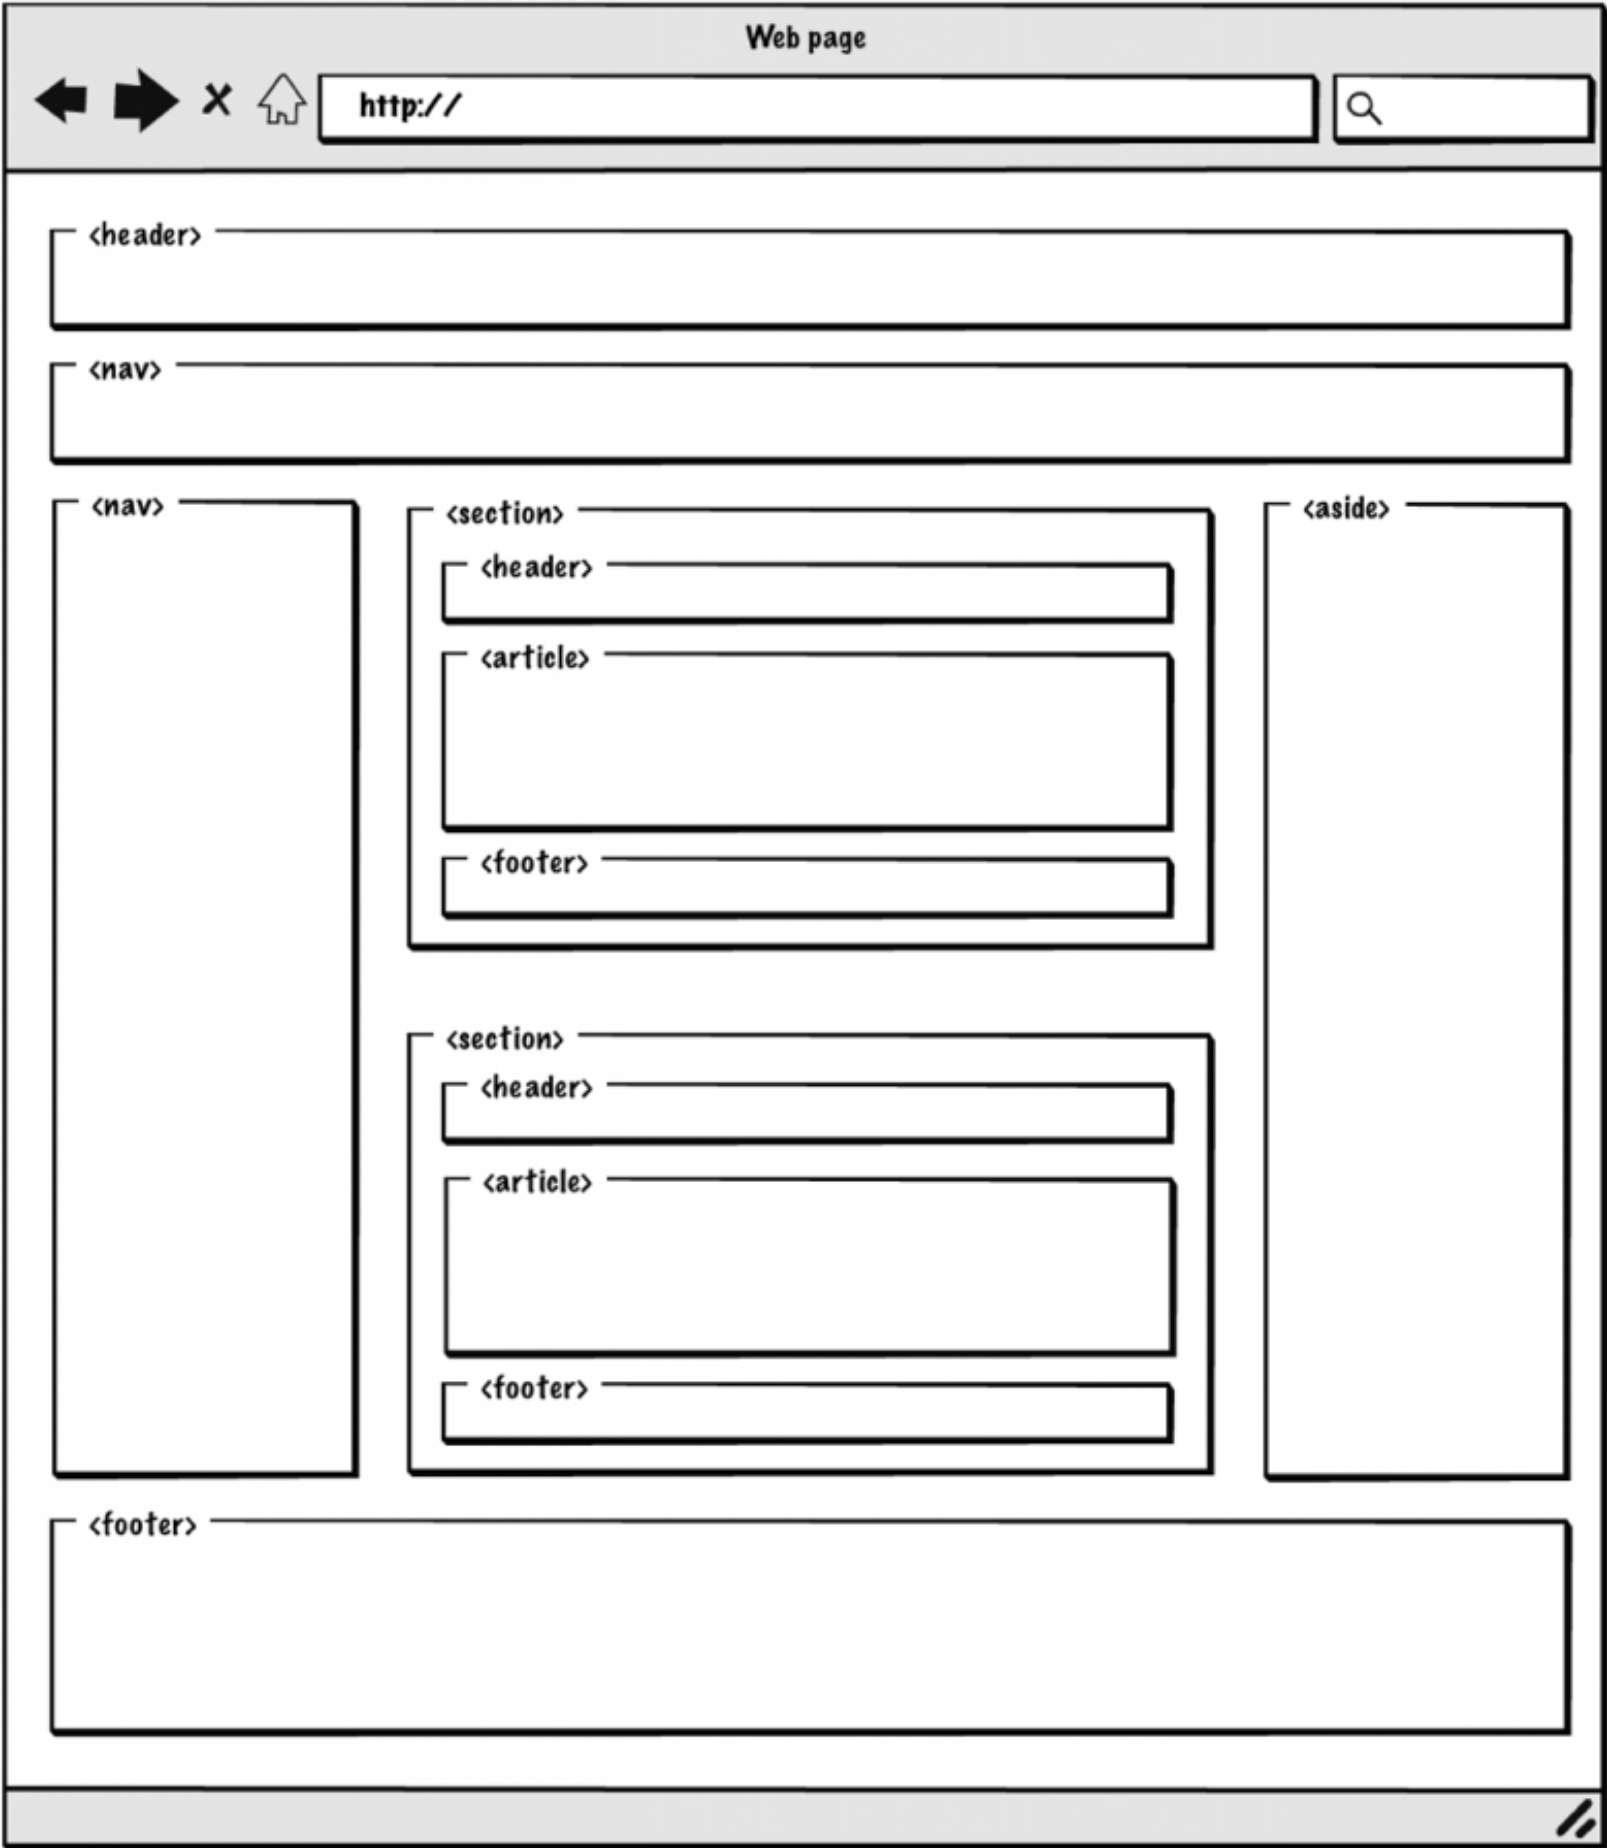 Web page
http://
<header>
<nav>
<nav>
<section>
<header>
<article>
<footer>
<section>
<header>
<article>
<footer>
<aside>
<footer>